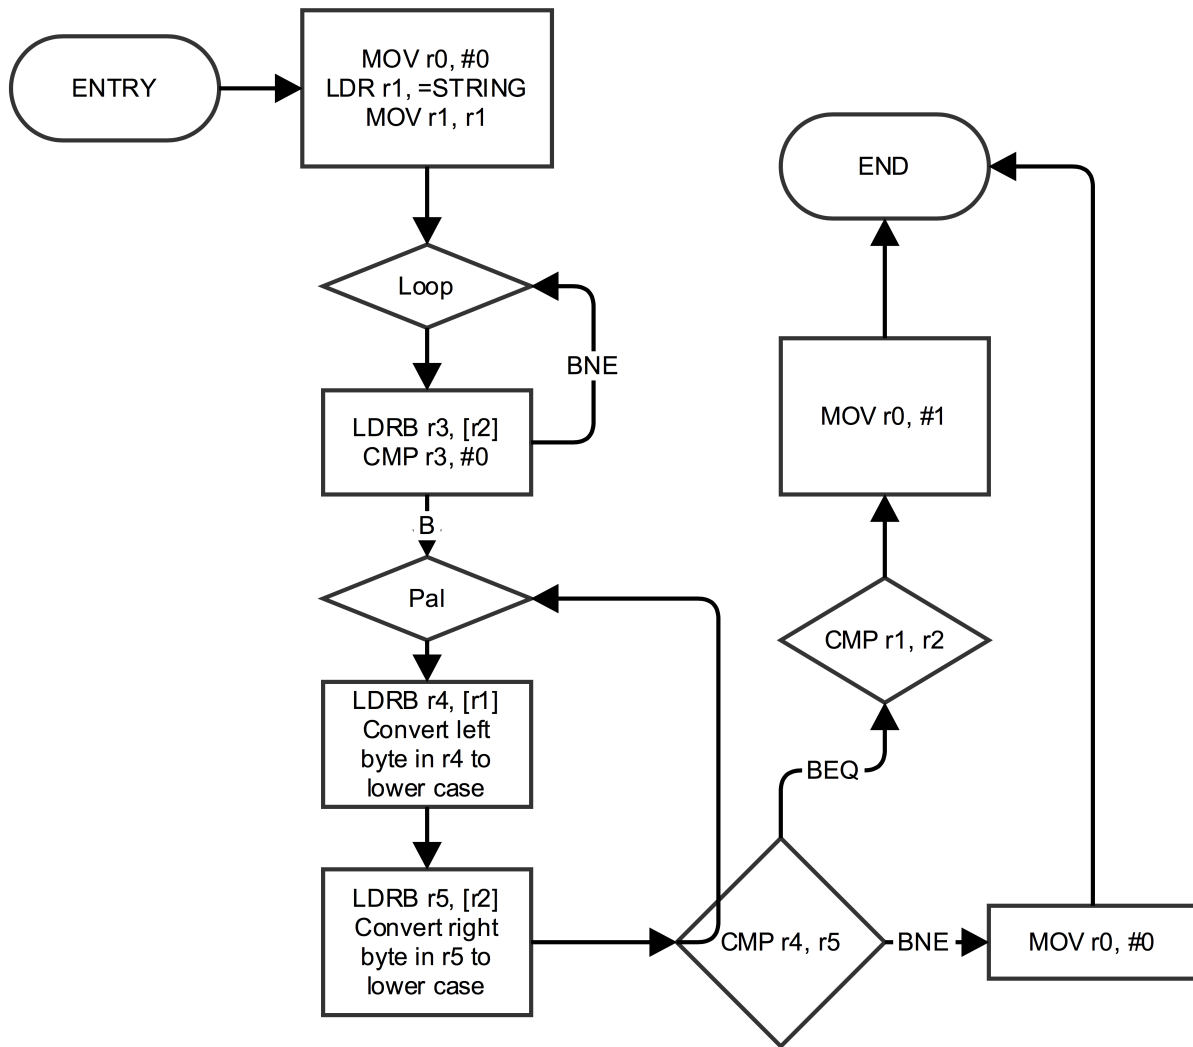 ENTRY
MOV r0, #0
LDR r1, =STRING
MOV r1, r1
Loop
BNE
LDRB r3, [r2]
CMP r3, #0
B
Pal
LDRB r4, [r1]
Convert left
byte in r4 to
lower case
LDRB r5, [r2]
Convert right
byte in r5 to
lower case
CMP r4, r5
BEQ
BNE
MOV r0, #0
CMP r1, r2
MOV r0, #1
END